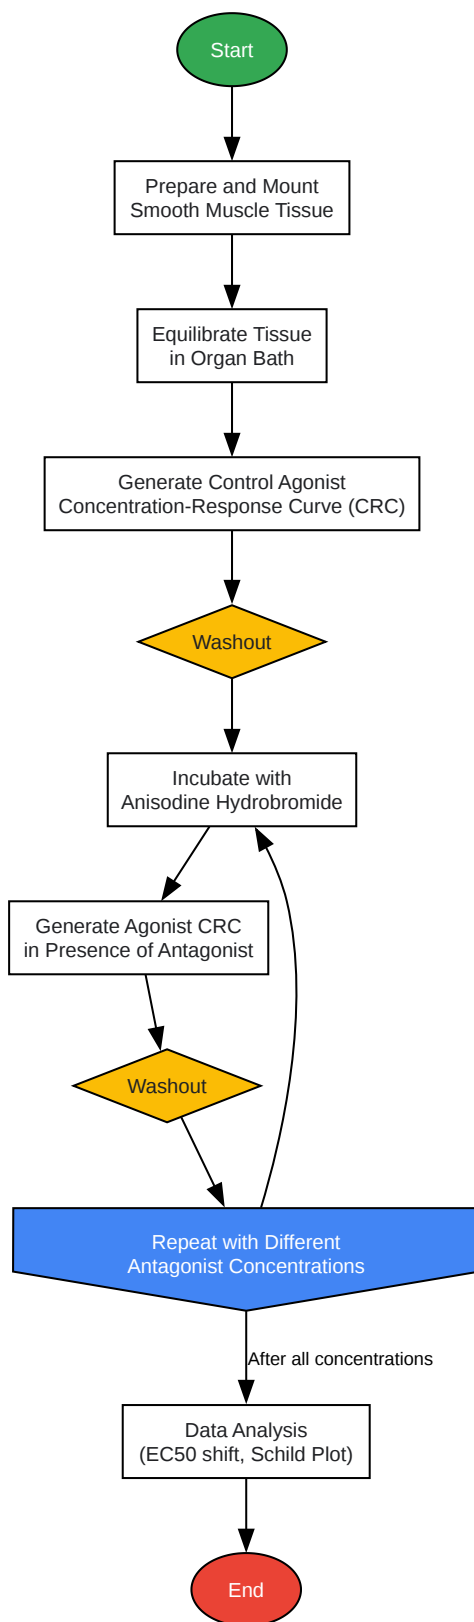 Start
Prepare and Mount
Smooth Muscle Tissue
Equilibrate Tissue
in Organ Bath
Generate Control Agonist
Concentration-Response Curve (CRC)
Washout
Incubate with
Anisodine Hydrobromide
Generate Agonist CRC
in Presence of Antagonist
Washout
Repeat with Different
Antagonist Concentrations
After all concentrations
Data Analysis
(EC50 shift, Schild Plot)
End